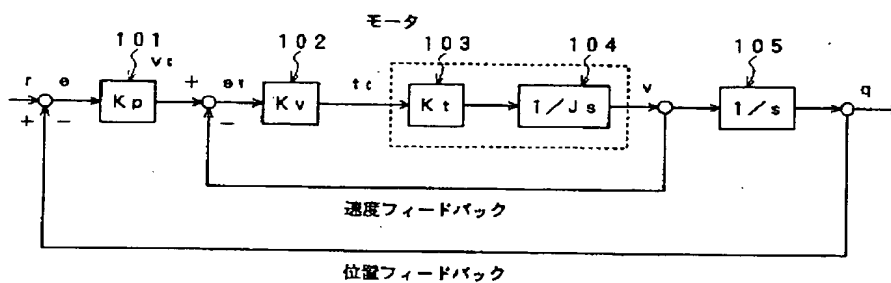 モータ
101 102 103 104 105
r e vc + ev tc v q
Kp Kv Kt 1/Js 1/s
+ − −
速度フィードバック
位置フィードバック